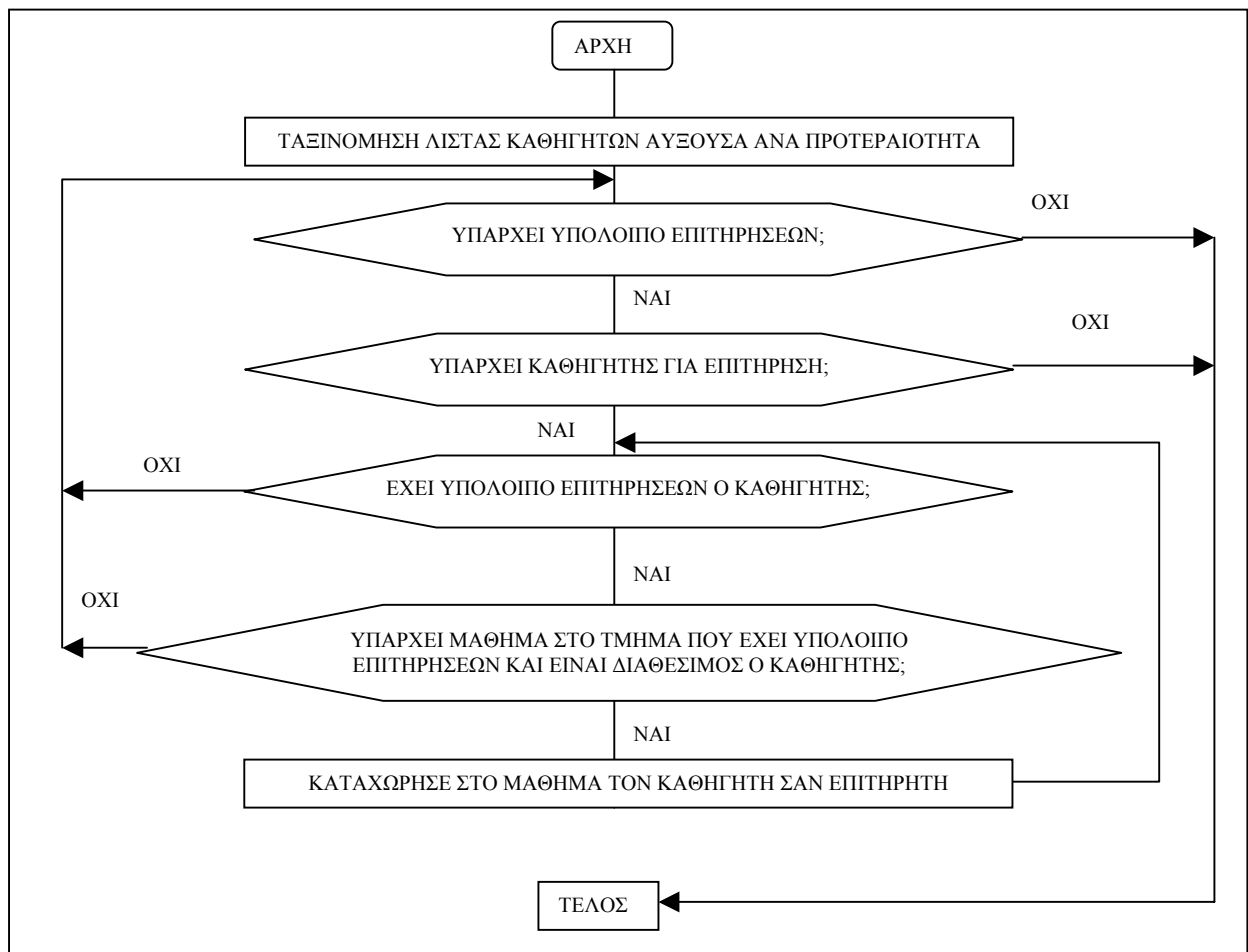 ΑΡΧΗ
ΤΑΞΙΝΟΜΗΣΗ ΛΙΣΤΑΣ ΚΑΘΗΓΗΤΩΝ ΑΥΞΟΥΣΑ ΑΝΑ ΠΡΟΤΕΡΑΙΟΤΗΤΑ
ΟΧΙ
ΥΠΑΡΧΕΙ ΥΠΟΛΟΙΠΟ ΕΠΙΤΗΡΗΣΕΩΝ;
ΝΑΙ
ΟΧΙ
ΥΠΑΡΧΕΙ ΚΑΘΗΓΗΤΗΣ ΓΙΑ ΕΠΙΤΗΡΗΣΗ;
ΝΑΙ
ΟΧΙ
ΕΧΕΙ ΥΠΟΛΟΙΠΟ ΕΠΙΤΗΡΗΣΕΩΝ Ο ΚΑΘΗΓΗΤΗΣ;
ΝΑΙ
ΟΧΙ
ΥΠΑΡΧΕΙ ΜΑΘΗΜΑ ΣΤΟ ΤΜΗΜΑ ΠΟΥ ΕΧΕΙ ΥΠΟΛΟΙΠΟ
ΕΠΙΤΗΡΗΣΕΩΝ ΚΑΙ ΕΙΝΑΙ ΔΙΑΘΕΣΙΜΟΣ Ο ΚΑΘΗΓΗΤΗΣ;
ΝΑΙ
ΚΑΤΑΧΩΡΗΣΕ ΣΤΟ ΜΑΘΗΜΑ ΤΟΝ ΚΑΘΗΓΗΤΗ ΣΑΝ ΕΠΙΤΗΡΗΤΗ
ΤΕΛΟΣ